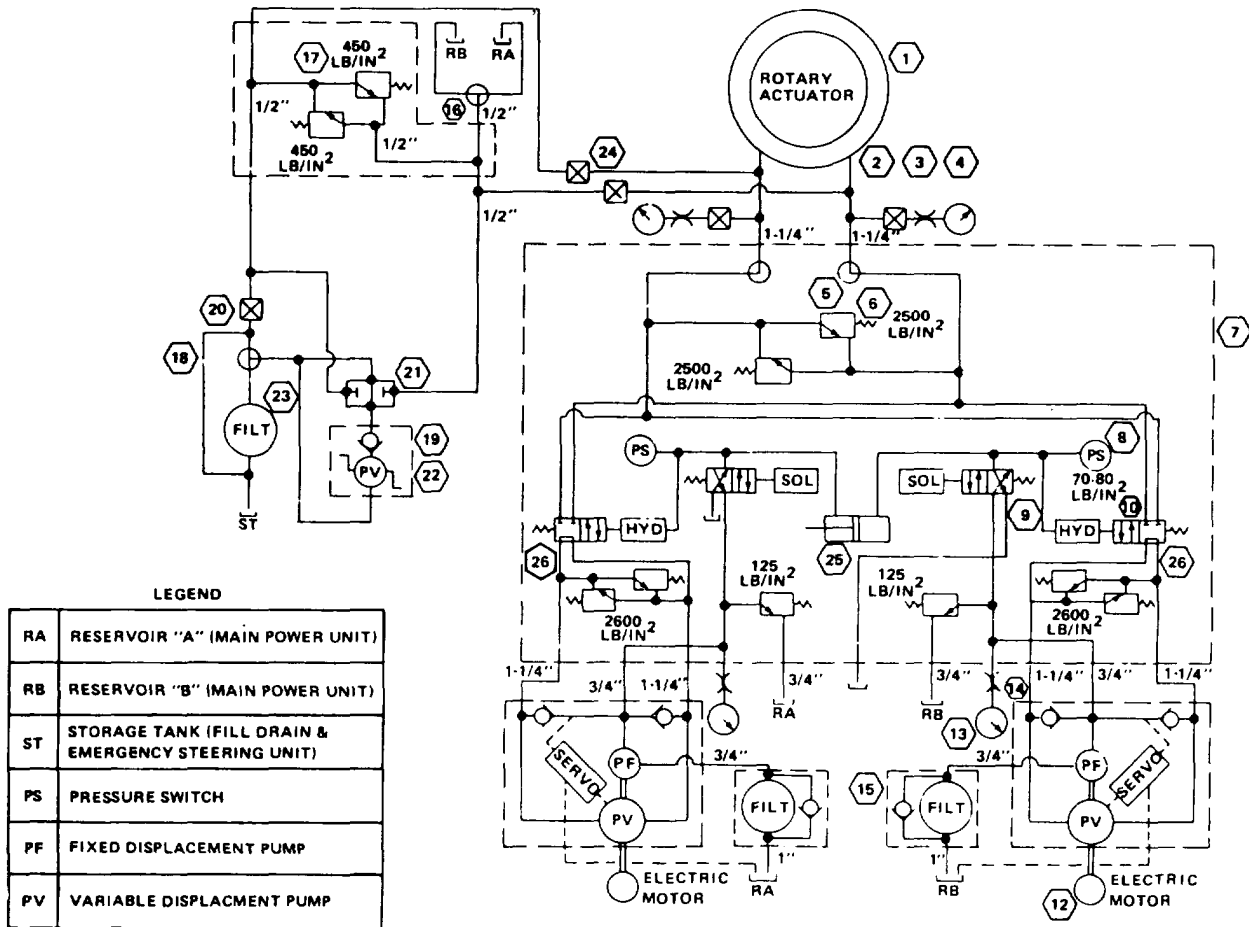 17
450
LB/IN2
RB
RA
16
1/2"
1/2"
1/2"
450
LB/IN2
1/2"
24
ROTARY
ACTUATOR
1
2
3
4
1-1/4"
1-1/4"
20
18
23
FILT
ST
21
19
22
PV
5
6
2500
LB/IN2
2500
LB/IN2
7
PS
SOL
HYD
26
25
SOL
9
PS
8
70-80
LB/IN2
10
HYD
26
125
LB/IN2
125
LB/IN2
2600
LB/IN2
2600
LB/IN2
1-1/4"
3/4"
1-1/4"
3/4"
RA
3/4"
RB
14
13
1-1/4"
3/4"
1-1/4"
SERVO
PF
PV
3/4"
FILT
1"
RA
ELECTRIC
MOTOR
15
FILT
1"
RB
3/4"
PF
SERVO
PV
12
ELECTRIC
MOTOR
LEGEND
RA RESERVOIR "A" (MAIN POWER UNIT)
RB RESERVOIR "B" (MAIN POWER UNIT)
ST STORAGE TANK (FILL DRAIN &
EMERGENCY STEERING UNIT)
PS PRESSURE SWITCH
PF FIXED DISPLACEMENT PUMP
PV VARIABLE DISPLACMENT PUMP